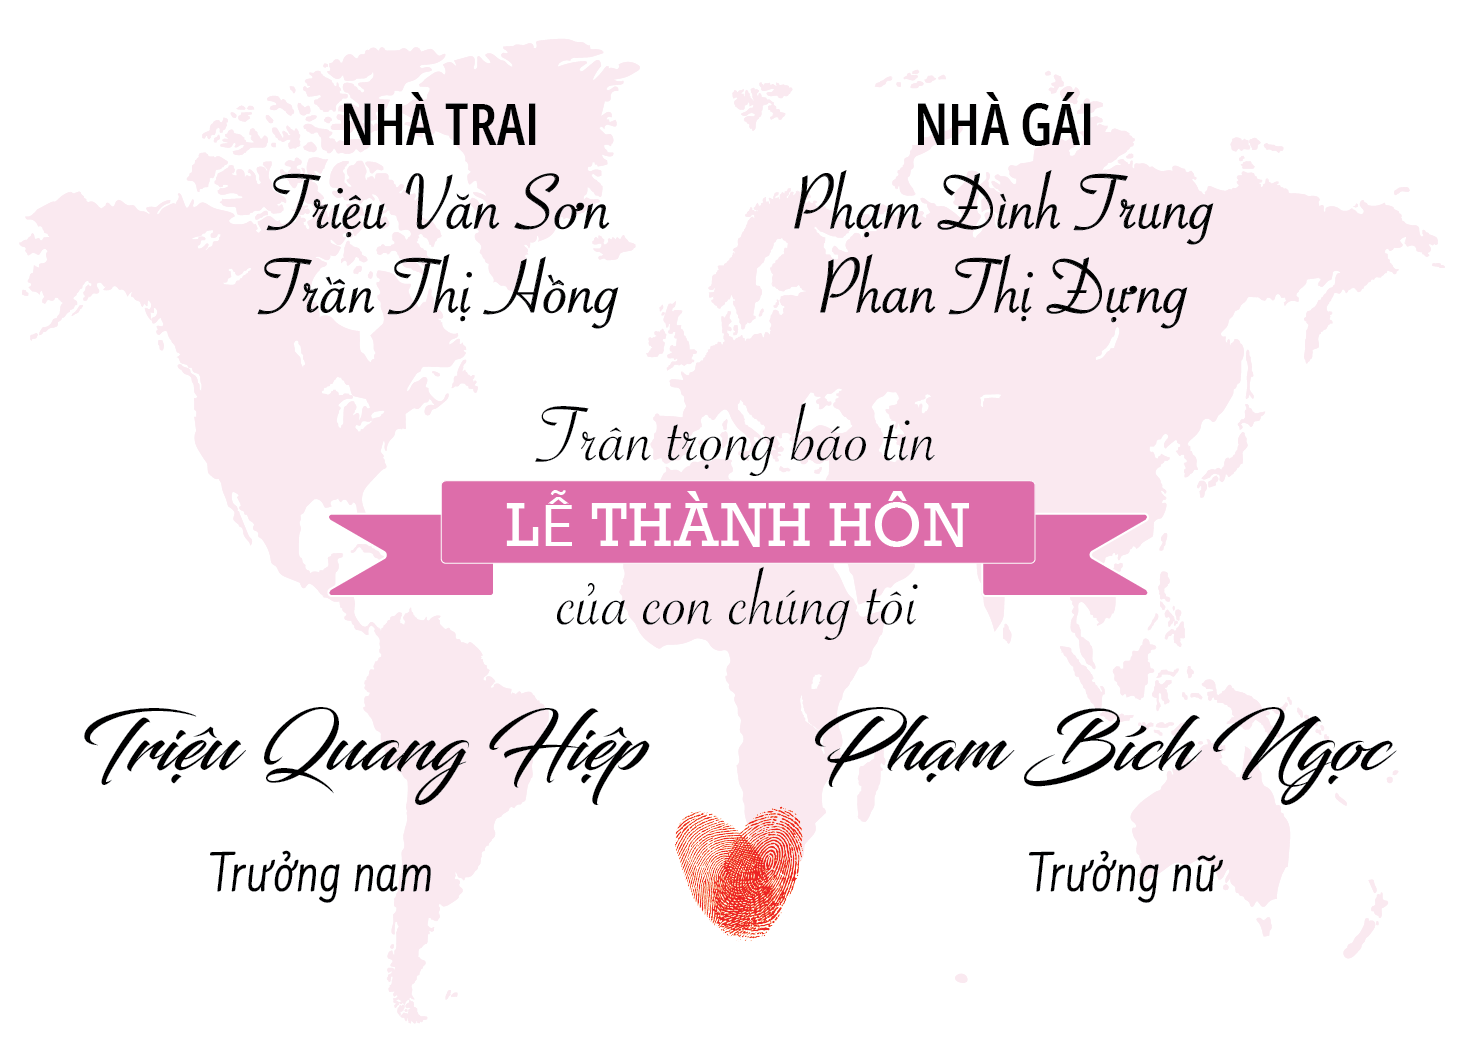 NHÀ TRAI
Triệu Văn Sơn
Trần Thị Hồng
NHÀ GÁI
Phạm Đình Trung
Phan Thị Đựng
Trân trọng báo tin
LỄ THÀNH HÔN
của con chúng tôi
Triệu Quang Hiệp
Trưởng nam
Phạm Bích Ngọc
Trưởng nữ